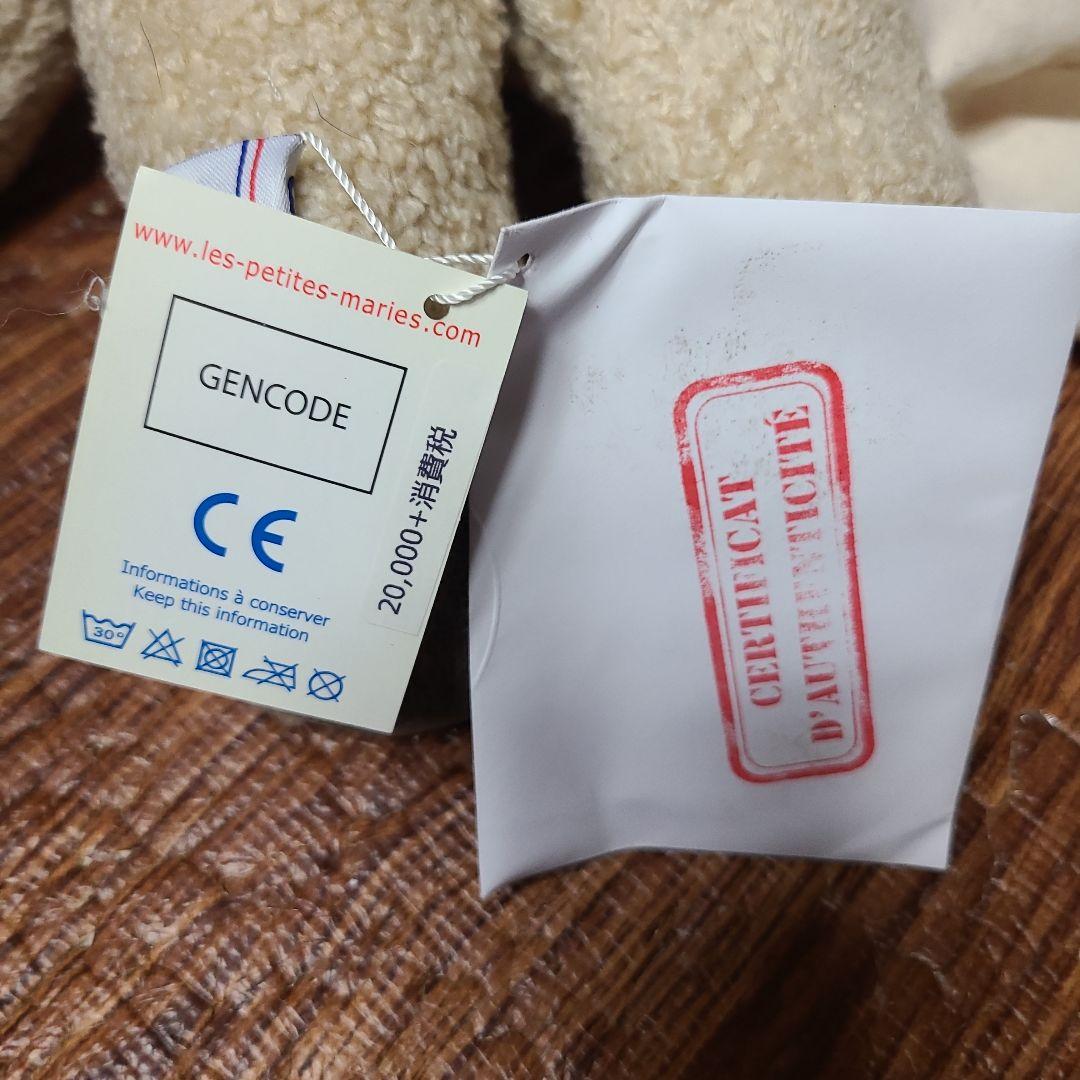 www.les-petites-maries.com
GENCODE
CE
20,000+消費税
Informations à conserver
Keep this information
30°
CERTIFICAT
D'AUTHENTICITÉ